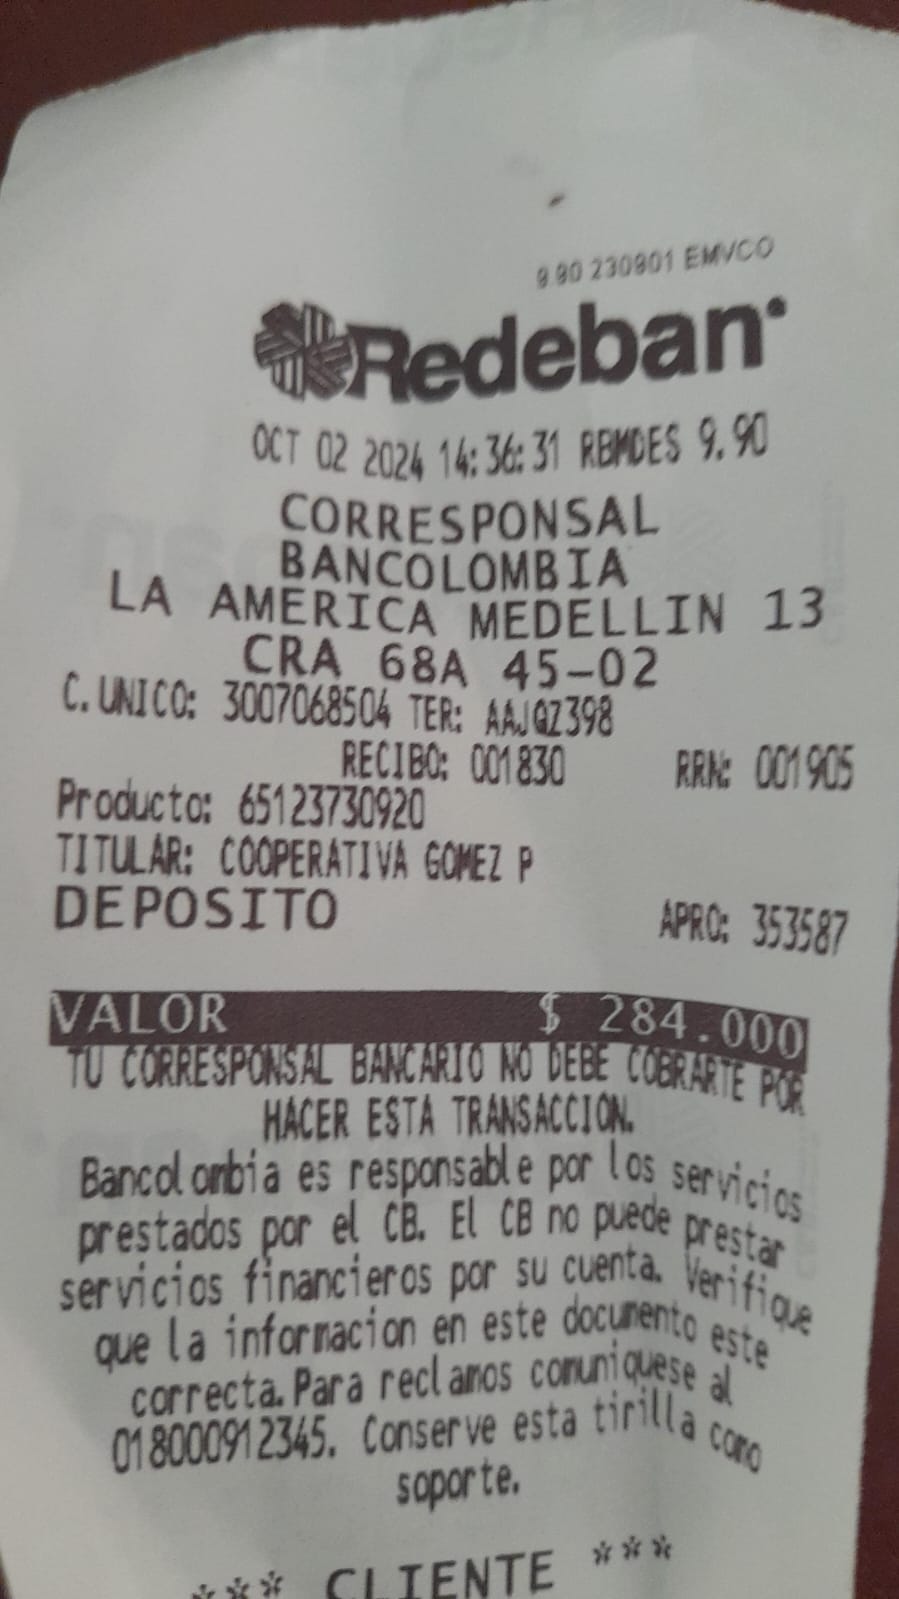 9.90 230901 EMVCO
Redeban
OCT 02 2024 14:36:31 RBMDES 9.90
CORRESPONSAL
BANCOLOMBIA
LA AMERICA MEDELLIN 13
CRA 68A 45-02
C. UNICO: 3007068504 TER: AAJQZ398
RECIBO: 001830 RRN: 001905
Producto: 65123730920
TITULAR: COOPERATIVA GOMEZ P
DEPOSITO APRO: 353587
VALOR $ 284.000
TU CORRESPONSAL BANCARIO NO DEBE COBRARTE POR
HACER ESTA TRANSACCION.
Bancolombia es responsable por los servicios
prestados por el CB. El CB no puede prestar
servicios financieros por su cuenta. Verifique
que la informacion en este documento este
correcta. Para reclamos comuniquese al
018000912345. Conserve esta tirilla como
soporte.
*** CLIENTE ***